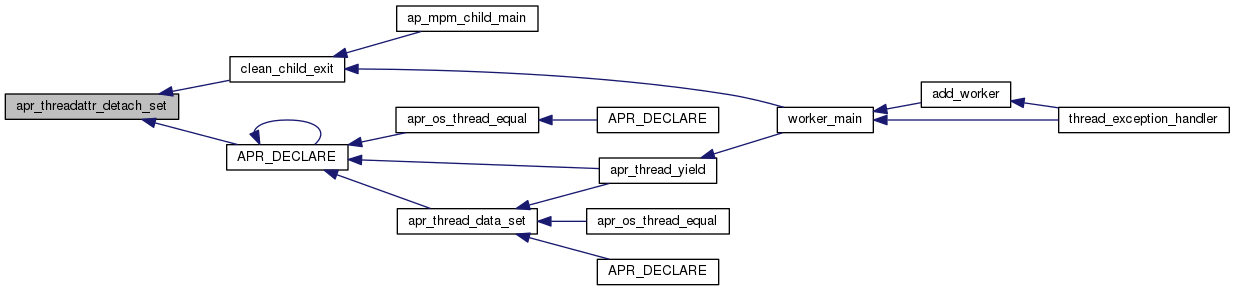 ap_mpm_child_main
clean_child_exit
add_worker
apr_threadattr_detach_set
apr_os_thread_equal
APR_DECLARE
worker_main
thread_exception_handler
APR_DECLARE
apr_thread_yield
apr_thread_data_set
apr_os_thread_equal
APR_DECLARE